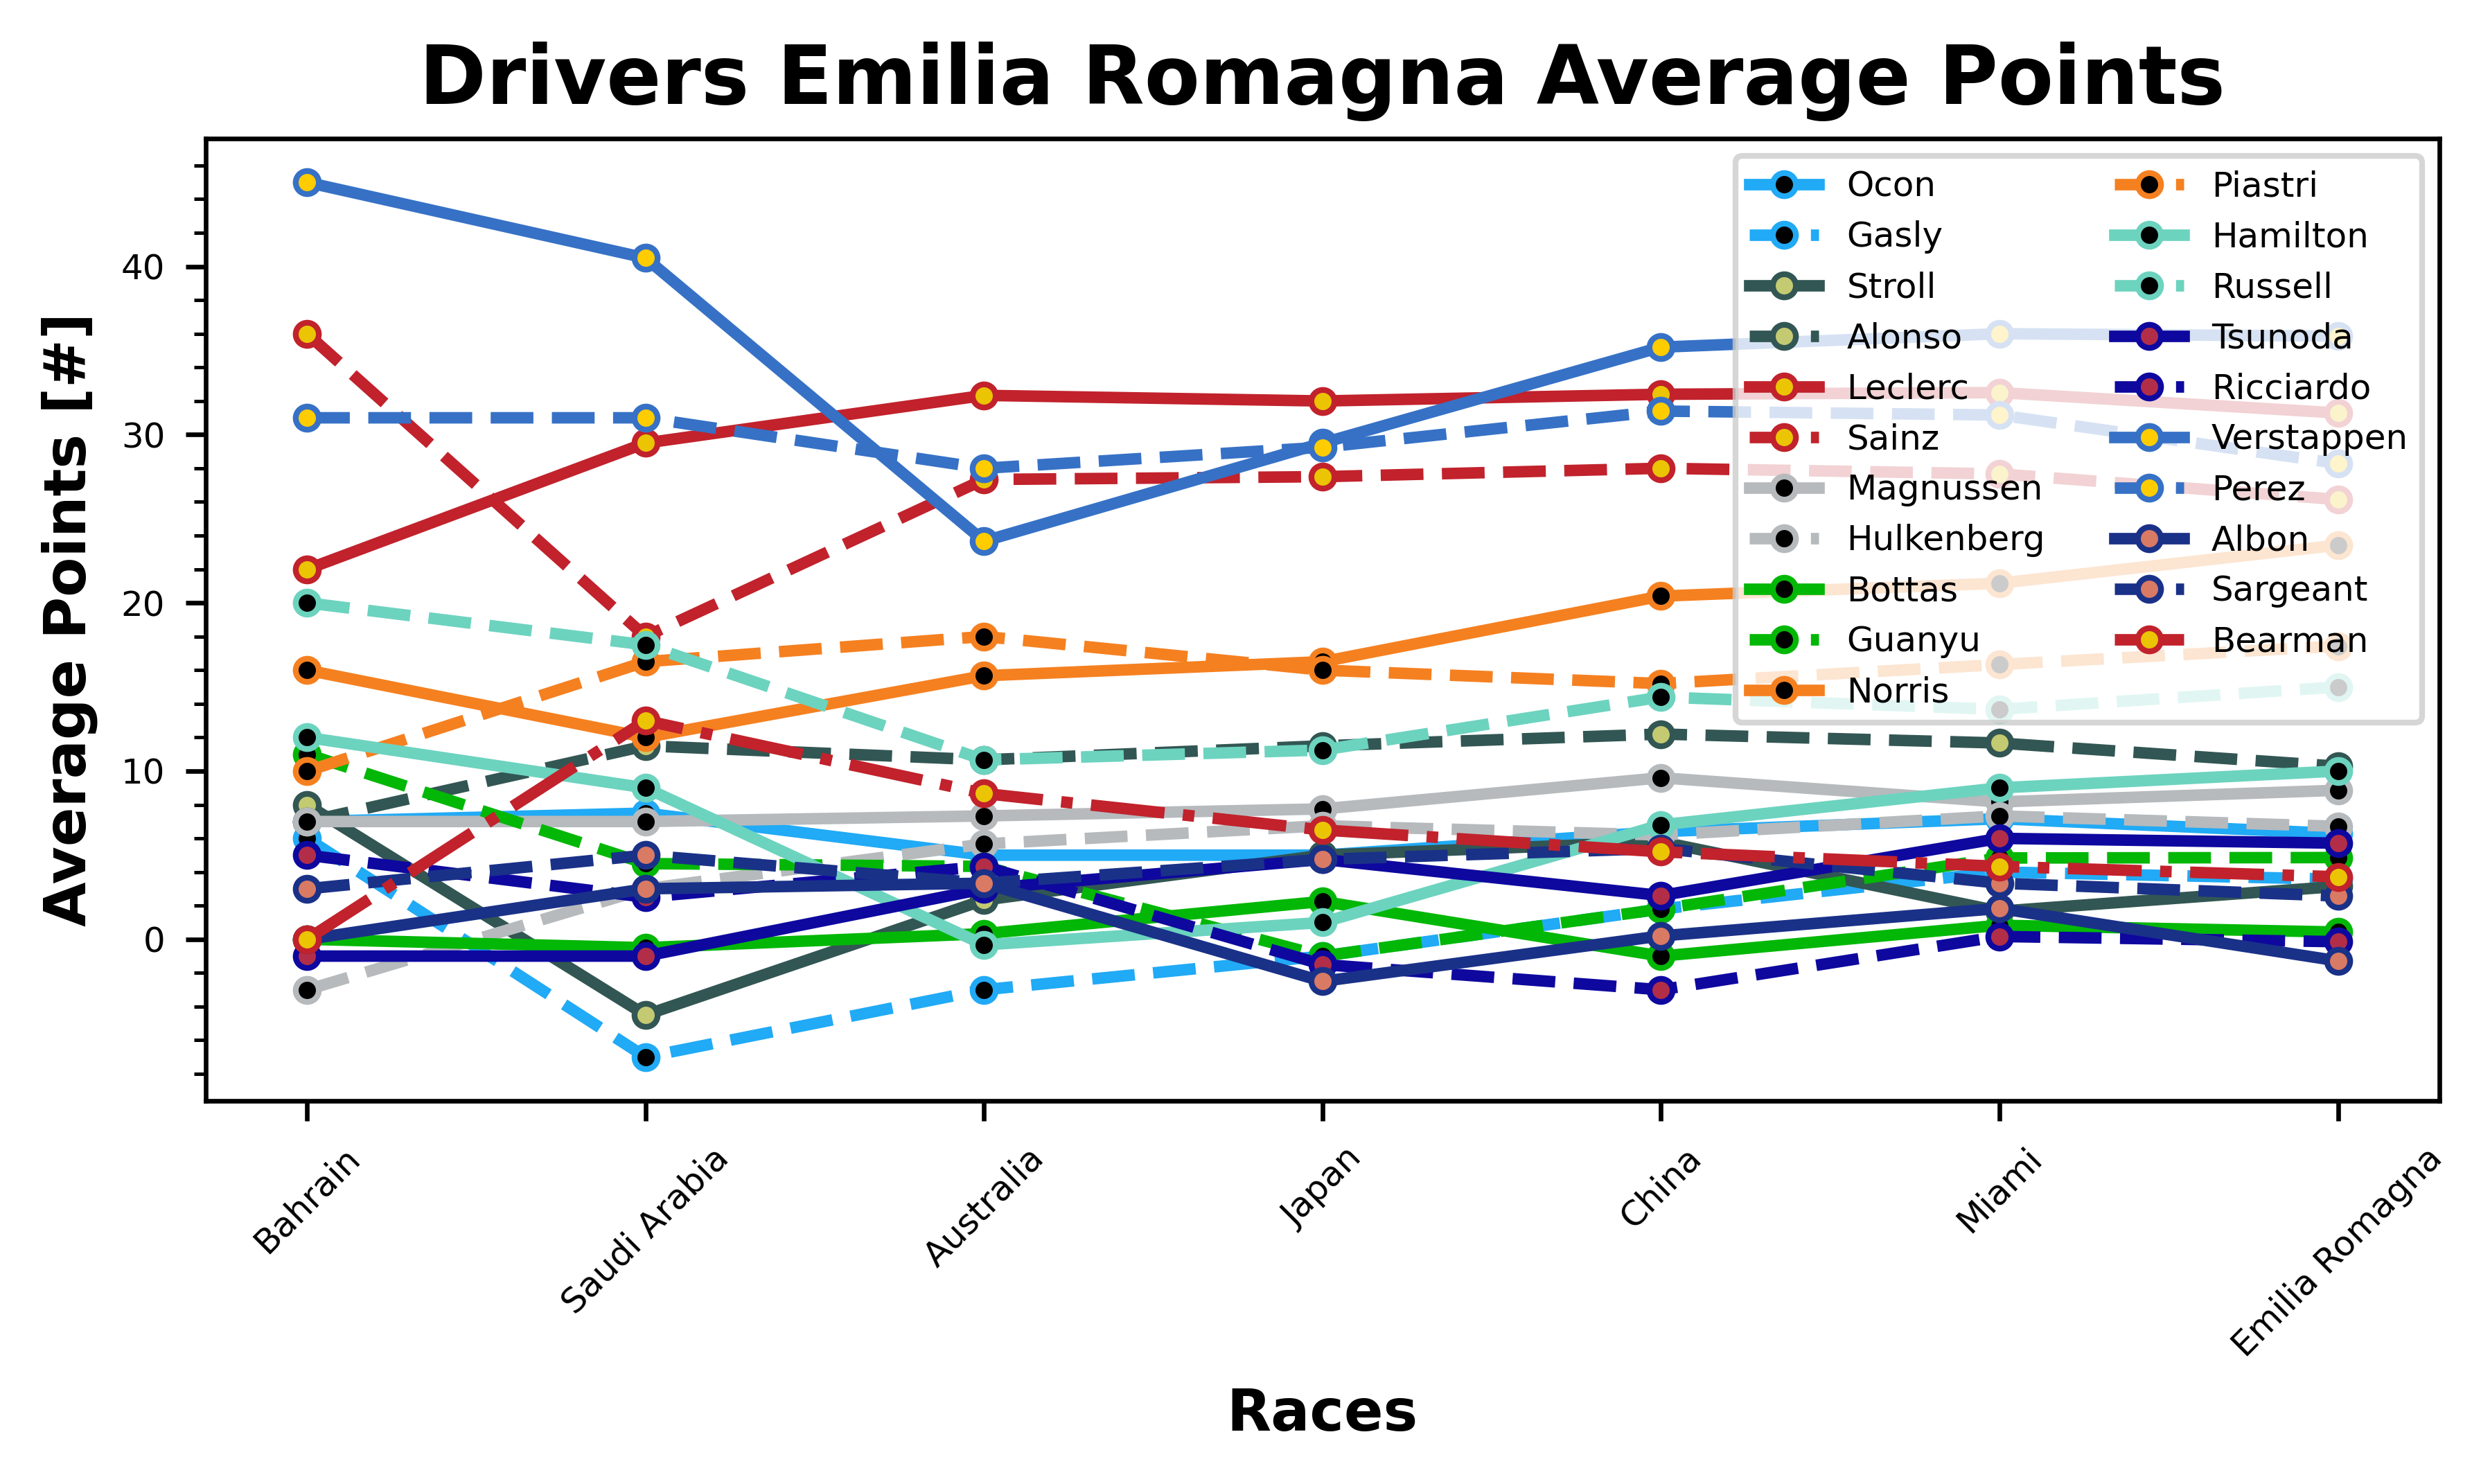 Drivers Emilia Romagna Average Points
Average Points [#]
40
30
20
10
0
Ocon
Gasly
Stroll
Alonso
Leclerc
Sainz
Magnussen
Hulkenberg
Bottas
Guanyu
Norris
Piastri
Hamilton
Russell
Tsunoda
Ricciardo
Verstappen
Perez
Albon
Sargeant
Bearman
Bahrain
Saudi Arabia
Australia
Japan
China
Miami
Emilia Romagna
Races